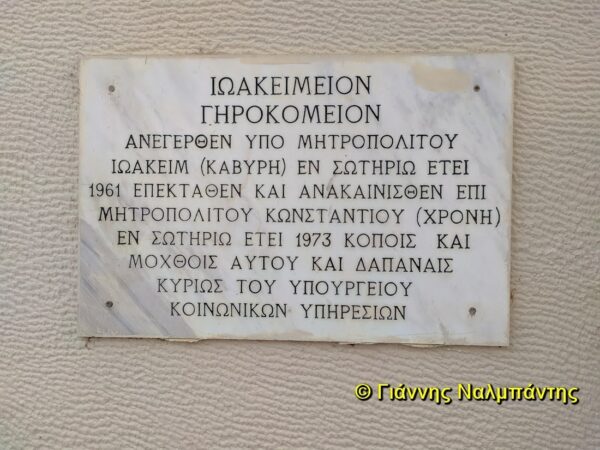 ΙΩΑΚΕΙΜΕΙΟΝ
ΓΗΡΟΚΟΜΕΙΟΝ
ΑΝΕΓΕΡΘΕΝ ΥΠΟ ΜΗΤΡΟΠΟΛΙΤΟΥ
ΙΩΑΚΕΙΜ (ΚΑΒΥΡΗ) ΕΝ ΣΩΤΗΡΙΩ ΕΤΕΙ
1961 ΕΠΕΚΤΑΘΕΝ ΚΑΙ ΑΝΑΚΑΙΝΙΣΘΕΝ ΕΠΙ
ΜΗΤΡΟΠΟΛΙΤΟΥ ΚΩΝΣΤΑΝΤΙΟΥ (ΧΡΟΝΗ)
ΕΝ ΣΩΤΗΡΙΩ ΕΤΕΙ 1973 ΚΟΠΟΙΣ ΚΑΙ
ΜΟΧΘΟΙΣ ΑΥΤΟΥ ΚΑΙ ΔΑΠΑΝΑΙΣ
ΚΥΡΙΩΣ ΤΟΥ ΥΠΟΥΡΓΕΙΟΥ
ΚΟΙΝΩΝΙΚΩΝ ΥΠΗΡΕΣΙΩΝ
© Γιάννης Ναλμπάντης